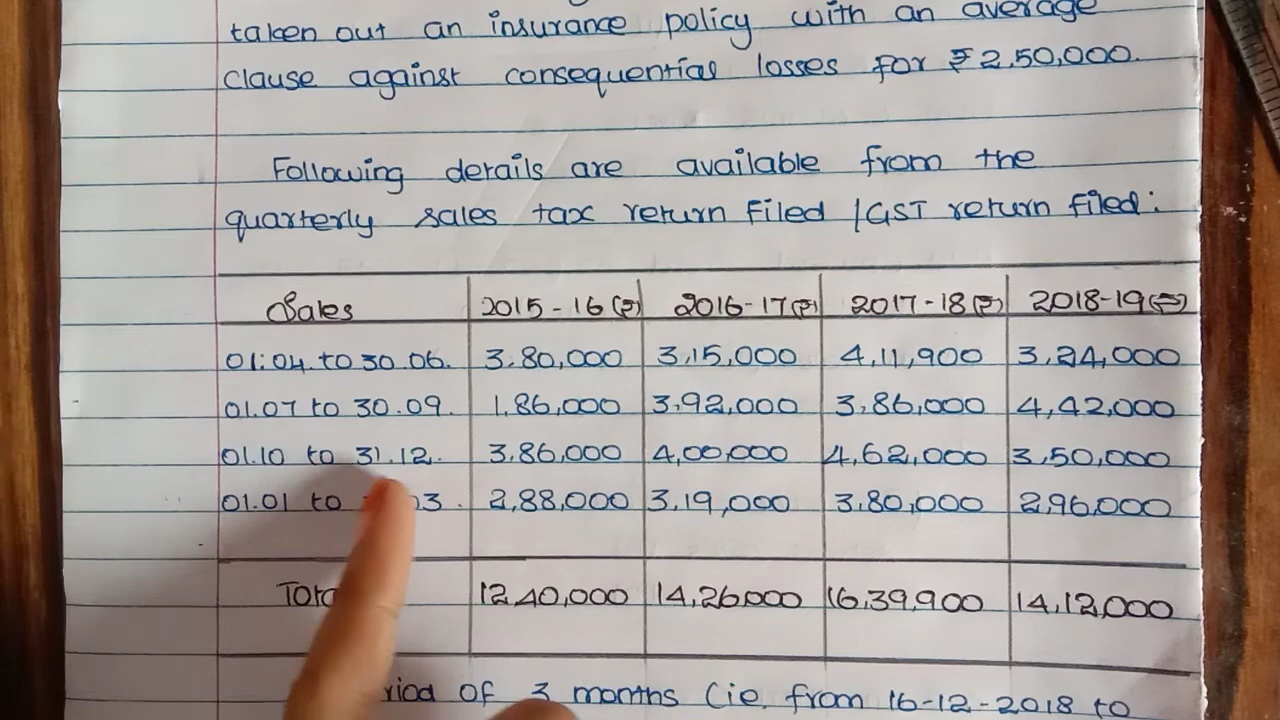 taken out an insurance policy with an average
clause against consequential losses for ₹ 2,50,000.
Following details are available from the
quarterly sales tax return filed /GST return filed:
Sales 2015-16(₹) 2016-17(₹) 2017-18(₹) 2018-19(₹)
01.04 to 30.06. 3,80,000 3,15,000 4,11,900 3,24,000
01.07 to 30.09. 1,86,000 3,92,000 3,86,000 4,42,000
01.10 to 31.12. 3,86,000 4,00,000 4,62,000 3,50,000
01.01 to 03. 2,88,000 3,19,000 3,80,000 2,96,000
12,40,000 14,26,000 16,39,900 14,12,000
of 3 months (ie, from 16-12-2018 to